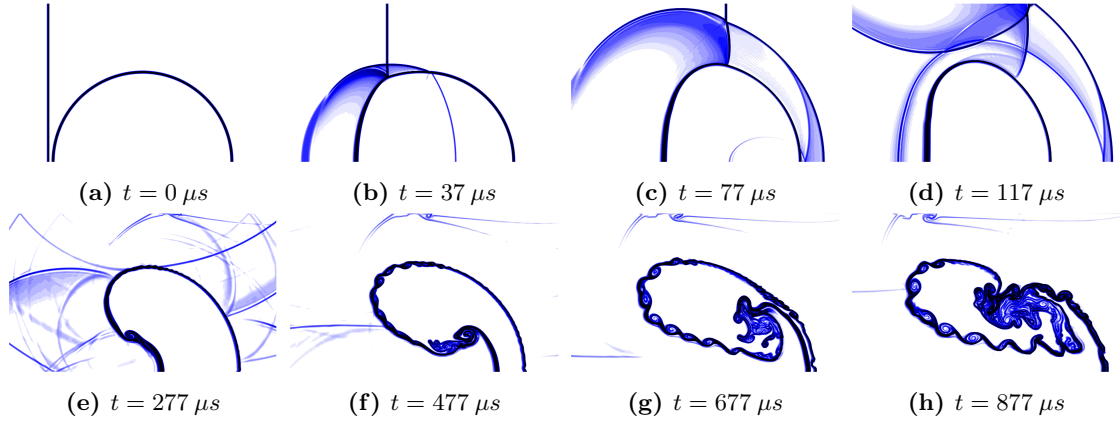 (a) t = 0 μs (b) t = 37 μs (c) t = 77 μs (d) t = 117 μs
(e) t = 277 μs (f) t = 477 μs (g) t = 677 μs (h) t = 877 μs